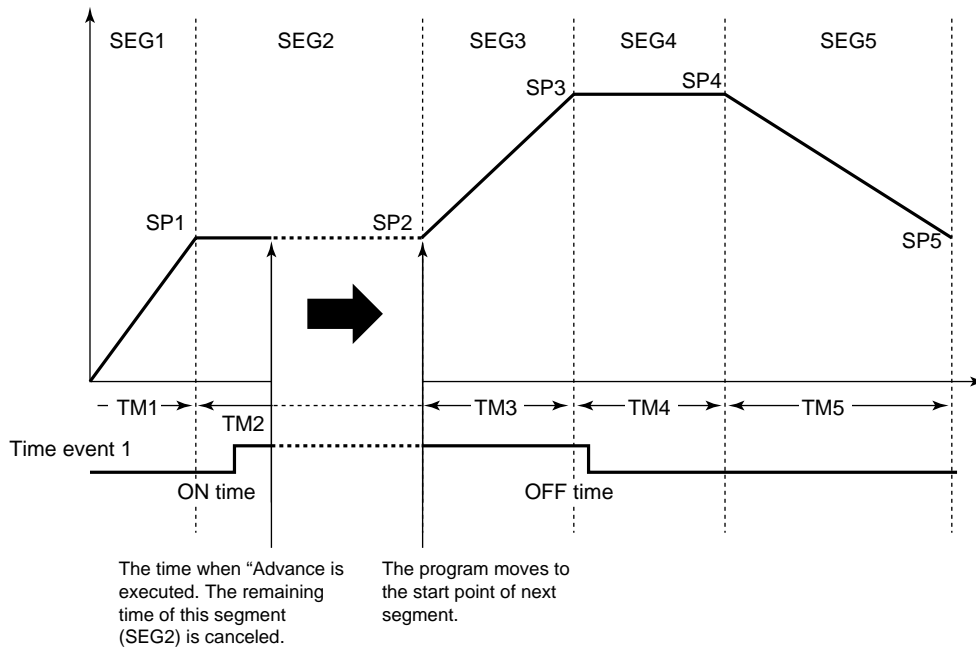 SEG1 SEG2 SEG3 SEG4 SEG5
SP3 SP4
SP1 SP2
SP5
TM1 TM3 TM4 TM5
TM2
Time event 1
ON time OFF time
The time when “Advance is
executed. The remaining
time of this segment
(SEG2) is canceled.
The program moves to
the start point of next
segment.